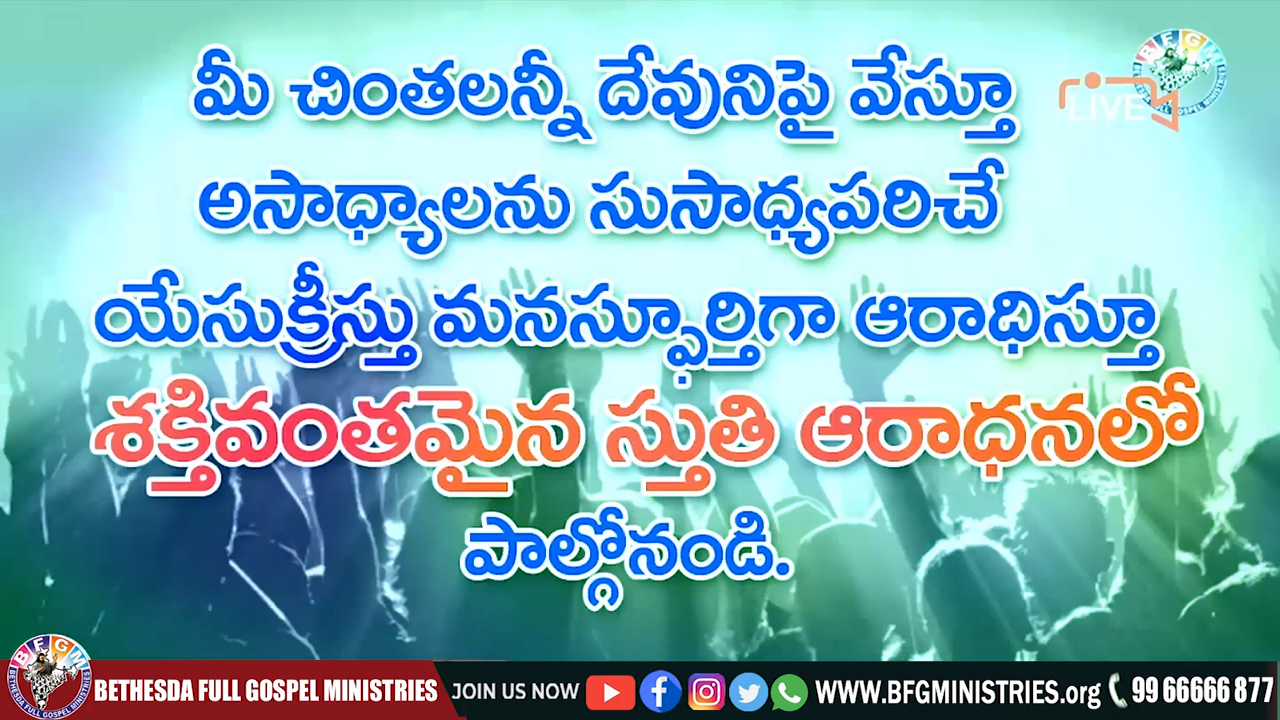 మీ చింతలన్నీ దేవునిపై వేస్తూ
LIVE
అసాధ్యాలను సుసాధ్యపరిచే
యేసుక్రీస్తు మనస్ఫూర్తిగా ఆరాధిస్తూ
శక్తివంతమైన స్తుతి ఆరాధనలో
పాల్గోనండి.
BFGM
BETHESDA FULL GOSPEL MINISTRIES JOIN US NOW WWW.BFGMINISTRIES.org 99 66666 877